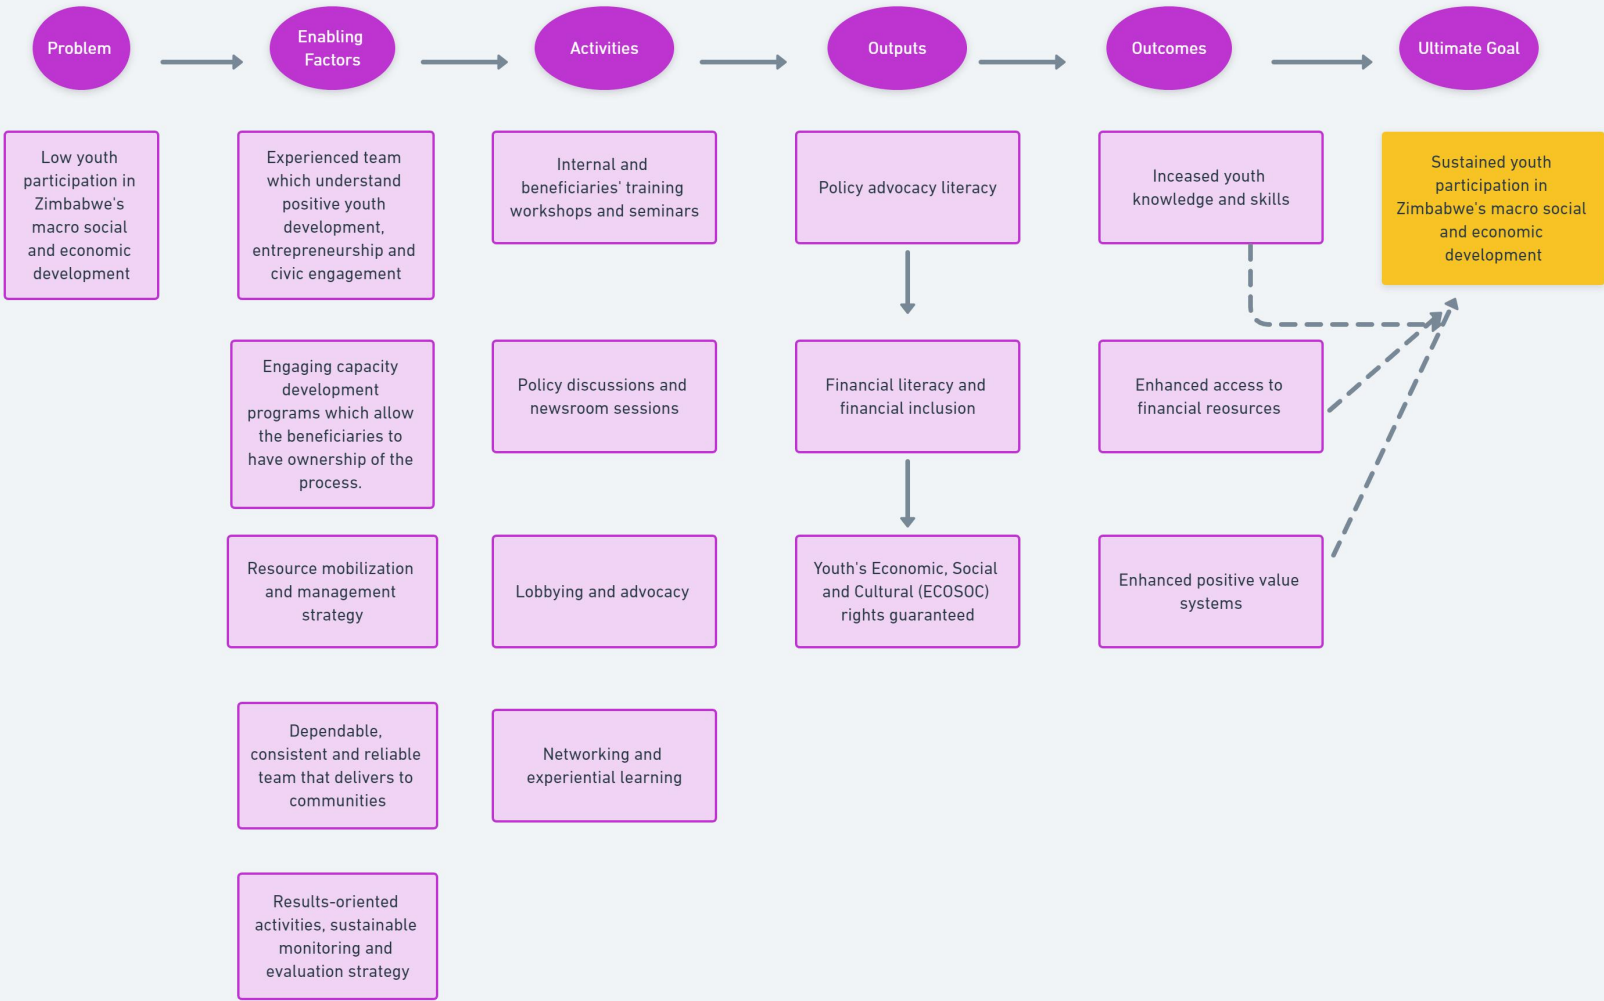 Problem
Enabling
Factors
Activities
Outputs
Outcomes
Ultimate Goal
Low youth
participation in
Zimbabwe's
macro social
and economic
development
Experienced team
which understand
positive youth
development,
entrepreneurship and
civic engagement
Engaging capacity
development
programs which allow
the beneficiaries to
have ownership of the
process.
Resource mobilization
and management
strategy
Dependable,
consistent and reliable
team that delivers to
communities
Results-oriented
activities, sustainable
monitoring and
evaluation strategy
Internal and
beneficiaries' training
workshops and seminars
Policy discussions and
newsroom sessions
Lobbying and advocacy
Networking and
experiential learning
Policy advocacy literacy
Financial literacy and
financial inclusion
Youth's Economic, Social
and Cultural (ECOSOC)
rights guaranteed
Inceased youth
knowledge and skills
Enhanced access to
financial reosurces
Enhanced positive value
systems
Sustained youth
participation in
Zimbabwe's macro social
and economic
development